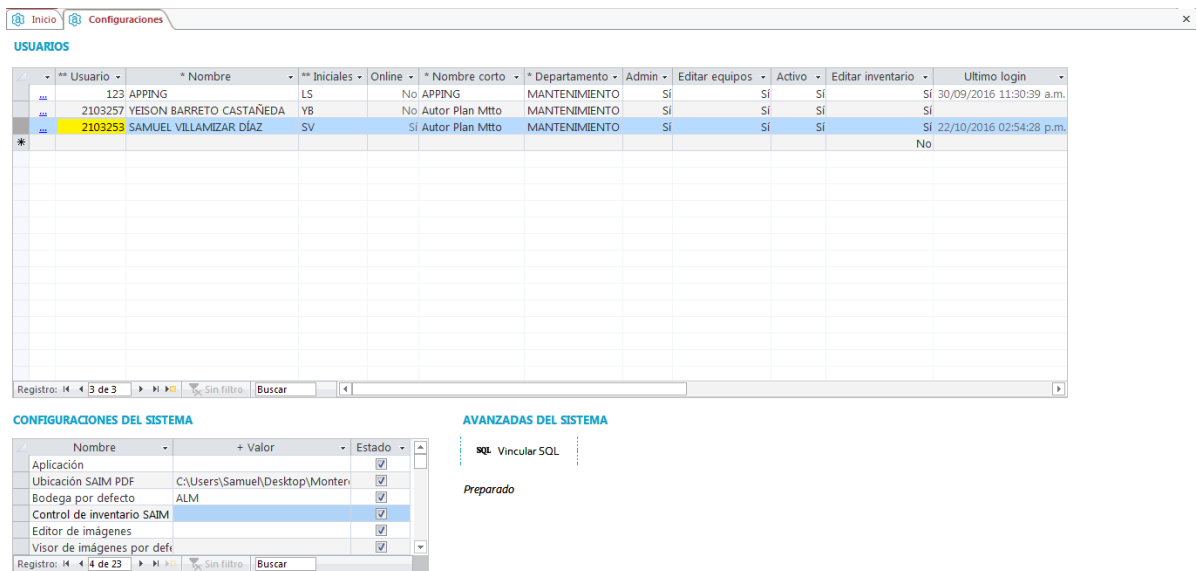 Inicio Configuraciones
USUARIOS
** Usuario * Nombre ** Iniciales Online * Nombre corto * Departamento Admin Editar equipos Activo Editar inventario Ultimo login
... 123 APPING LS No APPING MANTENIMIENTO Sí Sí Sí Sí 30/09/2016 11:30:39 a.m.
... 2103257 YEISON BARRETO CASTAÑEDA YB No Autor Plan Mtto MANTENIMIENTO Sí Sí Sí Sí
... 2103253 SAMUEL VILLAMIZAR DÍAZ SV Sí Autor Plan Mtto MANTENIMIENTO Sí Sí Sí Sí 22/10/2016 02:54:28 p.m.
* No
Registro: 3 de 3 Sin filtro Buscar
CONFIGURACIONES DEL SISTEMA
Nombre + Valor Estado
Aplicación
Ubicación SAIM PDF C:\Users\Samuel\Desktop\Monter
Bodega por defecto ALM
Control de inventario SAIM
Editor de imágenes
Visor de imágenes por defe
Registro: 4 de 23 Sin filtro Buscar
AVANZADAS DEL SISTEMA
SQL Vincular SQL
Preparado